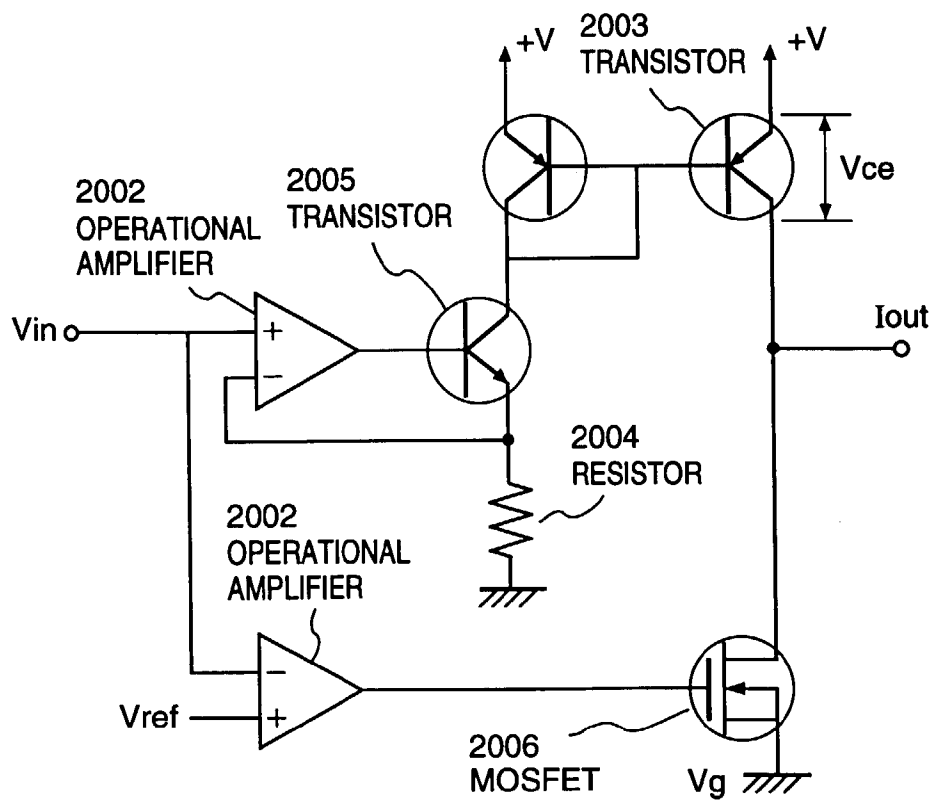 2003
TRANSISTOR
+V
+V
Vce
2002
OPERATIONAL
AMPLIFIER
2005
TRANSISTOR
Vin
+
−
Iout
2004
RESISTOR
2002
OPERATIONAL
AMPLIFIER
−
Vref
+
2006
MOSFET
Vg